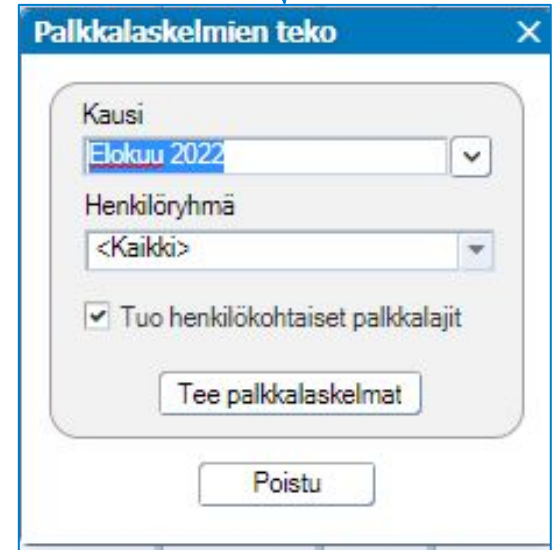 Palkkalaskelmien teko
Kausi
Elokuu 2022
Henkilöryhmä
<Kaikki>
Tuo henkilökohtaiset palkkalajit
Tee palkkalaskelmat
Poistu